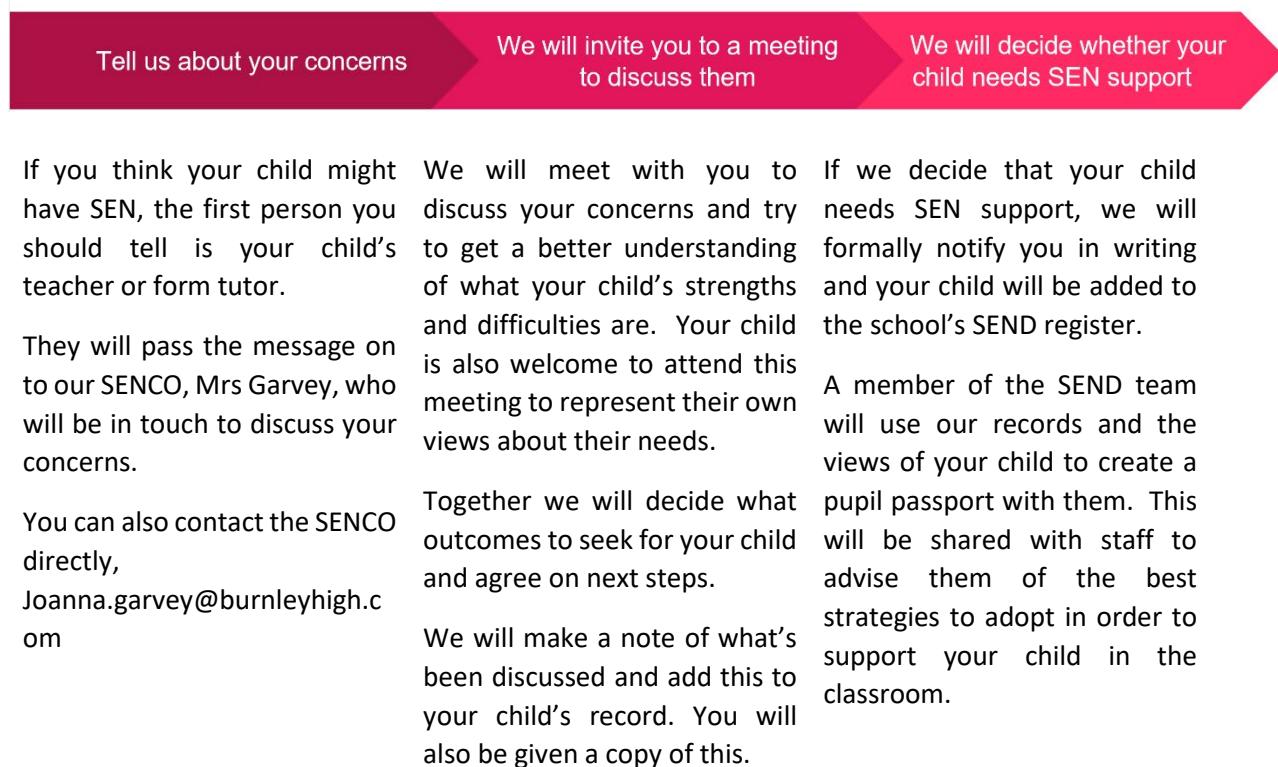 Tell us about your concerns
We will invite you to a meeting
to discuss them
We will decide whether your
child needs SEN support
If you think your child might
have SEN, the first person you
should tell is your child’s
teacher or form tutor.
They will pass the message on
to our SENCO, Mrs Garvey, who
will be in touch to discuss your
concerns.
You can also contact the SENCO
directly,
Joanna.garvey@burnleyhigh.c
om
We will meet with you to
discuss your concerns and try
to get a better understanding
of what your child’s strengths
and difficulties are. Your child
is also welcome to attend this
meeting to represent their own
views about their needs.
Together we will decide what
outcomes to seek for your child
and agree on next steps.
We will make a note of what’s
been discussed and add this to
your child’s record. You will
also be given a copy of this.
If we decide that your child
needs SEN support, we will
formally notify you in writing
and your child will be added to
the school’s SEND register.
A member of the SEND team
will use our records and the
views of your child to create a
pupil passport with them. This
will be shared with staff to
advise them of the best
strategies to adopt in order to
support your child in the
classroom.